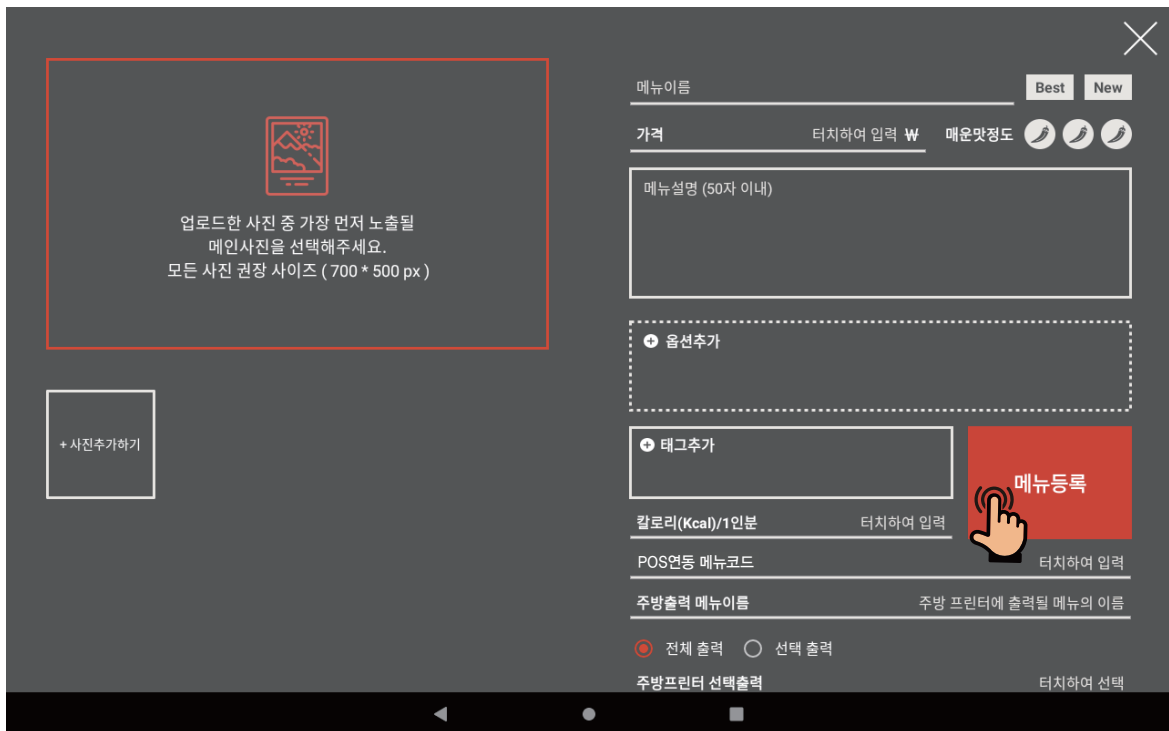 업로드한 사진 중 가장 먼저 노출될
메인사진을 선택해주세요.
모든 사진 권장 사이즈 ( 700 * 500 px )
+ 사진추가하기
메뉴이름
Best New
가격 터치하여 입력 ₩ 매운맛정도
메뉴설명 (50자 이내)
옵션추가
태그추가
메뉴등록
칼로리(Kcal)/1인분 터치하여 입력
POS연동 메뉴코드 터치하여 입력
주방출력 메뉴이름 주방 프린터에 출력될 메뉴의 이름
전체 출력 선택 출력
주방프린터 선택출력 터치하여 선택